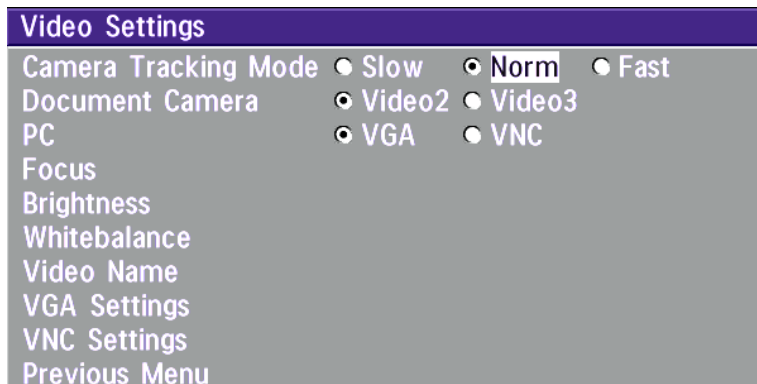 Video Settings
Camera Tracking Mode Slow Norm Fast
Document Camera Video2 Video3
PC VGA VNC
Focus
Brightness
Whitebalance
Video Name
VGA Settings
VNC Settings
Previous Menu